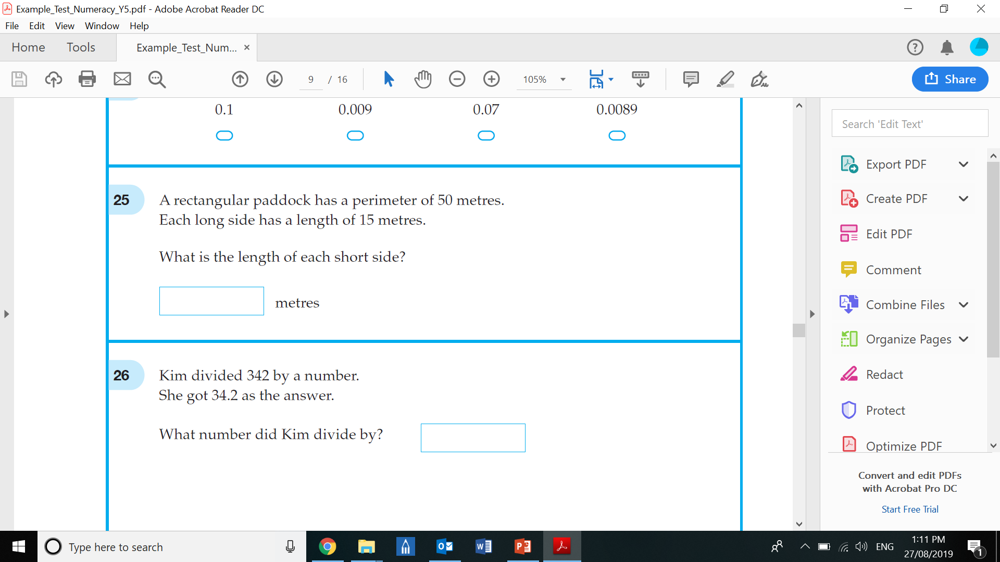 Example_Test_Numeracy_Y5.pdf - Adobe Acrobat Reader DC
File Edit View Window Help
Home Tools Example_Test_Num... ×
9 / 16 105% Share
0.1 0.009 0.07 0.0089
25 A rectangular paddock has a perimeter of 50 metres.
Each long side has a length of 15 metres.
What is the length of each short side?
metres
26 Kim divided 342 by a number.
She got 34.2 as the answer.
What number did Kim divide by?
Search 'Edit Text'
Export PDF
Create PDF
Edit PDF
Comment
Combine Files
Organize Pages
Redact
Protect
Optimize PDF
Convert and edit PDFs
with Acrobat Pro DC
Start Free Trial
Type here to search
ENG
1:11 PM
27/08/2019
1